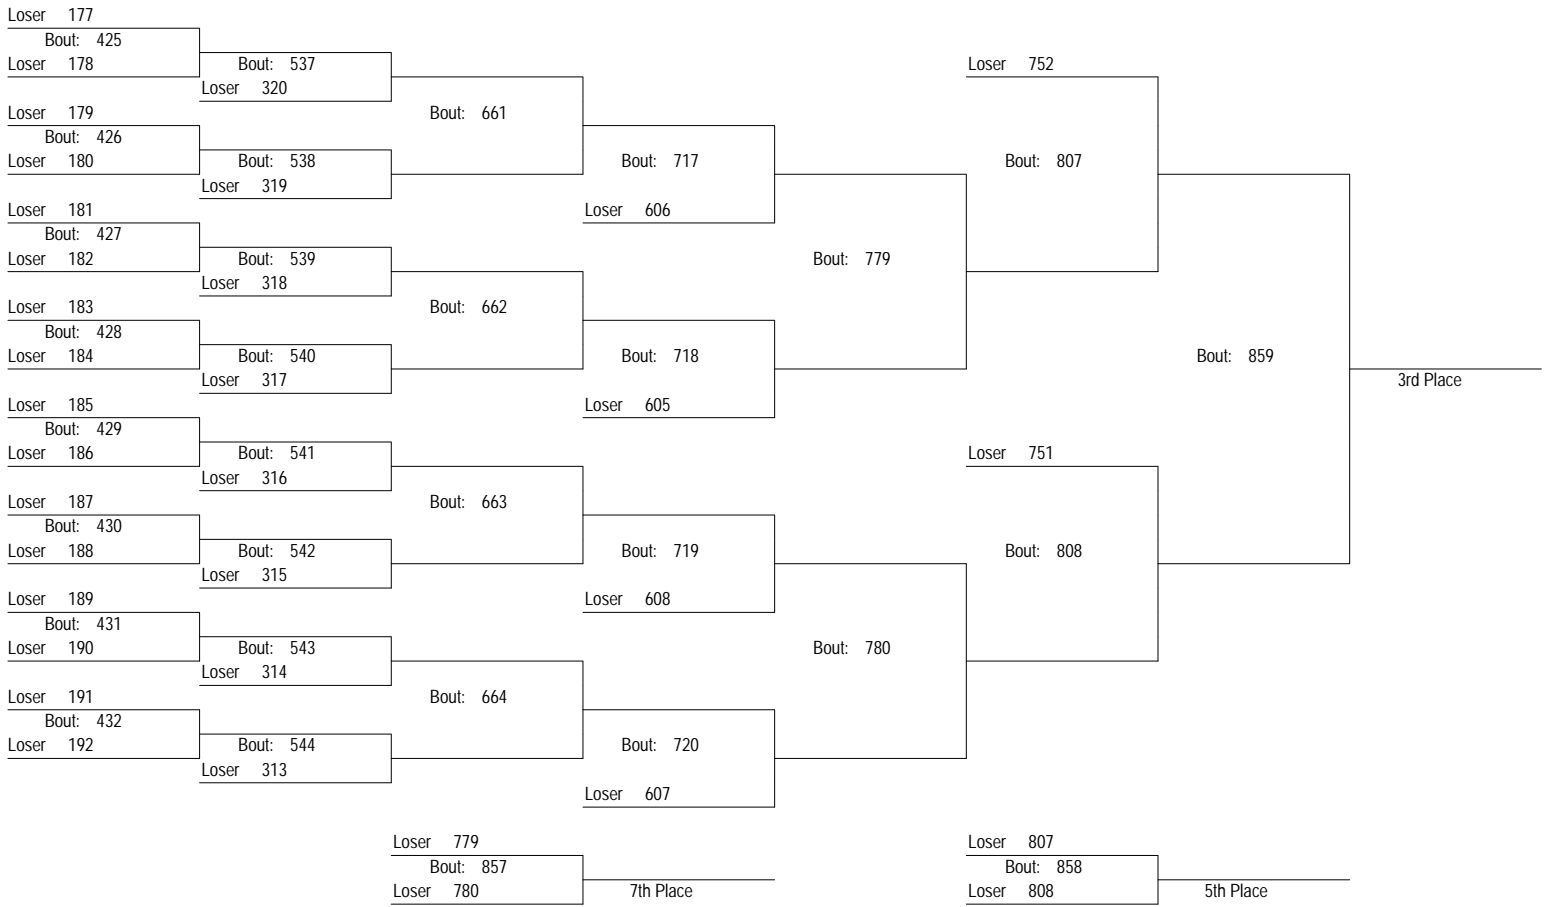 Loser 177
Bout: 425
Loser 178
Bout: 537
Loser 752
Loser 320
Loser 179
Bout: 661
Bout: 426
Loser 180
Bout: 538
Bout: 717
Bout: 807
Loser 319
Loser 181
Loser 606
Bout: 427
Loser 182
Bout: 539
Bout: 779
Loser 318
Loser 183
Bout: 662
Bout: 428
Loser 184
Bout: 540
Bout: 718
Bout: 859
Loser 317
3rd Place
Loser 185
Loser 605
Bout: 429
Loser 186
Bout: 541
Loser 751
Loser 316
Loser 187
Bout: 663
Bout: 430
Loser 188
Bout: 542
Bout: 719
Bout: 808
Loser 315
Loser 189
Loser 608
Bout: 431
Loser 190
Bout: 543
Bout: 780
Loser 314
Loser 191
Bout: 664
Bout: 432
Loser 192
Bout: 544
Bout: 720
Loser 313
Loser 607
Loser 779
Bout: 857
Loser 780
7th Place
Loser 807
Bout: 858
Loser 808
5th Place